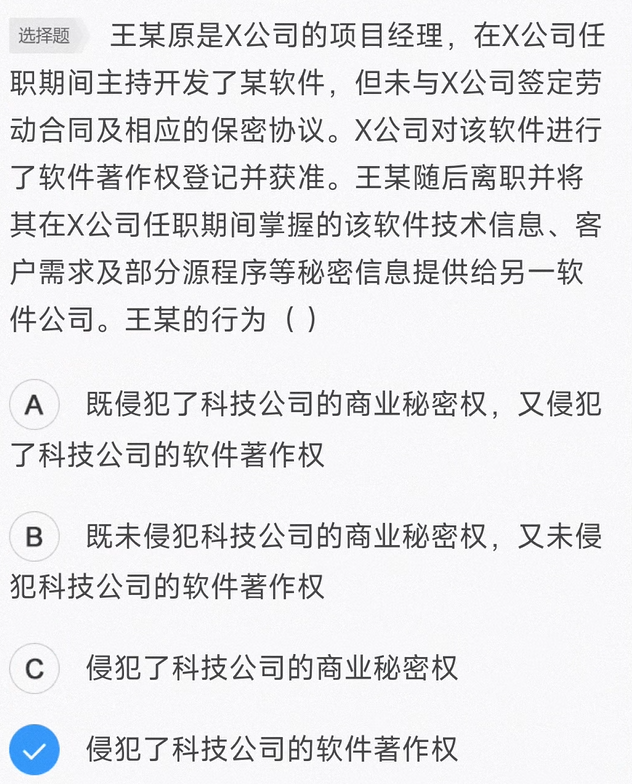 选择题 王某原是X公司的项目经理，在X公司任
职期间主持开发了某软件，但未与X公司签定劳
动合同及相应的保密协议。X公司对该软件进行
了软件著作权登记并获准。王某随后离职并将
其在X公司任职期间掌握的该软件技术信息、客
户需求及部分源程序等秘密信息提供给另一软
件公司。王某的行为（ ）
A 既侵犯了科技公司的商业秘密权，又侵犯
了科技公司的软件著作权
B 既未侵犯科技公司的商业秘密权，又未侵
犯科技公司的软件著作权
C 侵犯了科技公司的商业秘密权
侵犯了科技公司的软件著作权